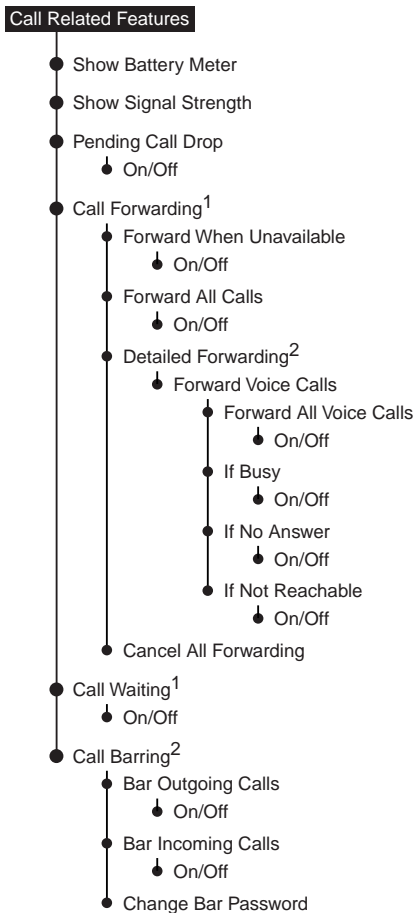 Call Related Features
Show Battery Meter
Show Signal Strength
Pending Call Drop
On/Off
Call Forwarding1
Forward When Unavailable
On/Off
Forward All Calls
On/Off
Detailed Forwarding2
Forward Voice Calls
Forward All Voice Calls
On/Off
If Busy
On/Off
If No Answer
On/Off
If Not Reachable
On/Off
Cancel All Forwarding
Call Waiting1
On/Off
Call Barring2
Bar Outgoing Calls
On/Off
Bar Incoming Calls
On/Off
Change Bar Password